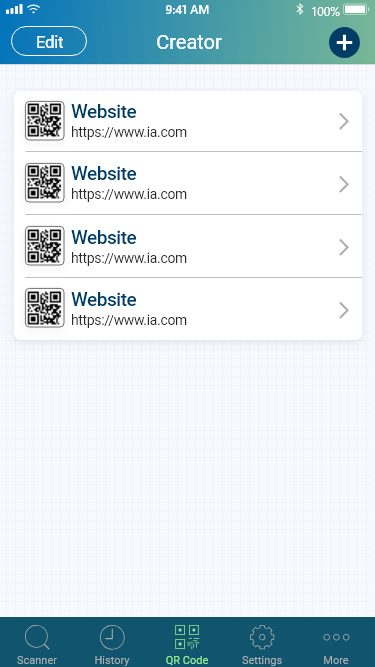 9:41 AM
100%
Edit
Creator
Website
https://www.ia.com
Website
https://www.ia.com
Website
https://www.ia.com
Website
https://www.ia.com
Scanner
History
QR Code
Settings
More